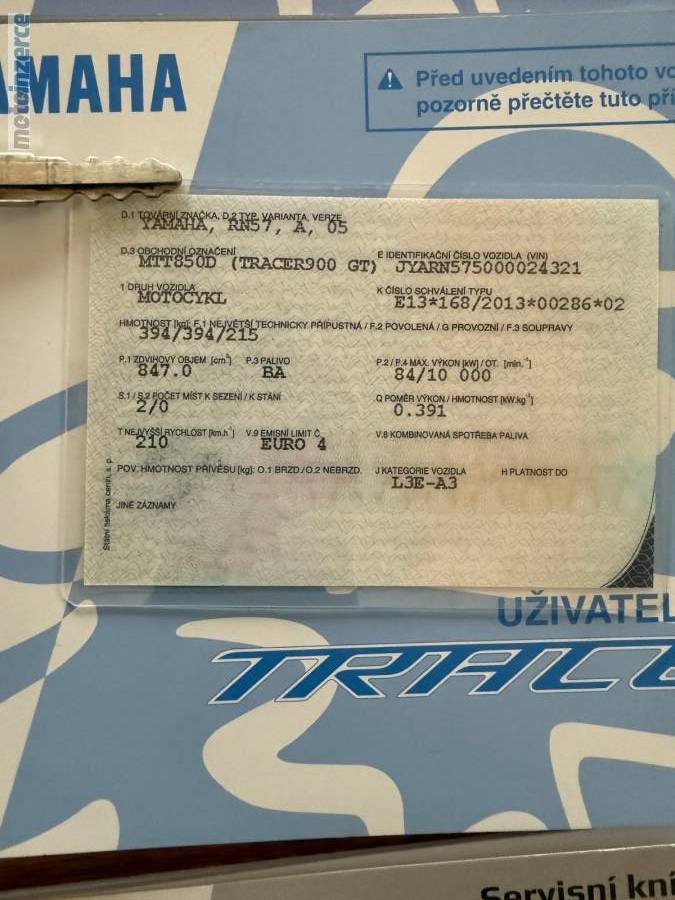 motoinzerce
YAMAHA
Před uvedením tohoto vo
pozorně přečtěte tuto pří
D.1 TOVÁRNÍ ZNAČKA, D.2 TYP, VARIANTA, VERZE
YAMAHA, RN57, A, 05
D.3 OBCHODNÍ OZNAČENÍ E IDENTIFIKAČNÍ ČÍSLO VOZIDLA (VIN)
MTT850D (TRACER900 GT) JYARN575000024321
1 DRUH VOZIDLA K ČÍSLO SCHVÁLENÍ TYPU
MOTOCYKL E13*168/2013*00286*02
HMOTNOST [kg]: F.1 NEJVĚTŠÍ TECHNICKY PŘÍPUSTNÁ / F.2 POVOLENÁ / G PROVOZNÍ / F.3 SOUPRAVY
394/394/215
P.1 ZDVIHOVÝ OBJEM [cm³] P.3 PALIVO P.2 / P.4 MAX. VÝKON [kW] / OT. [min.⁻¹]
847.0 BA 84/10 000
S.1 / S.2 POČET MÍST K SEZENÍ / K STÁNÍ Q POMĚR VÝKON / HMOTNOST [kW.kg⁻¹]
2/0 0.391
T NEJVYŠŠÍ RYCHLOST [km.h⁻¹] V.9 EMISNÍ LIMIT Č. V.8 KOMBINOVANÁ SPOTŘEBA PALIVA
210 EURO 4
POV. HMOTNOST PŘÍVĚSU [kg]: O.1 BRZD./O.2 NEBRZD. J KATEGORIE VOZIDLA H PLATNOST DO
L3E-A3
JINÉ ZÁZNAMY
Státní tiskárna cenin, s. p.
UŽIVATEL
TRACE
Servisní kní